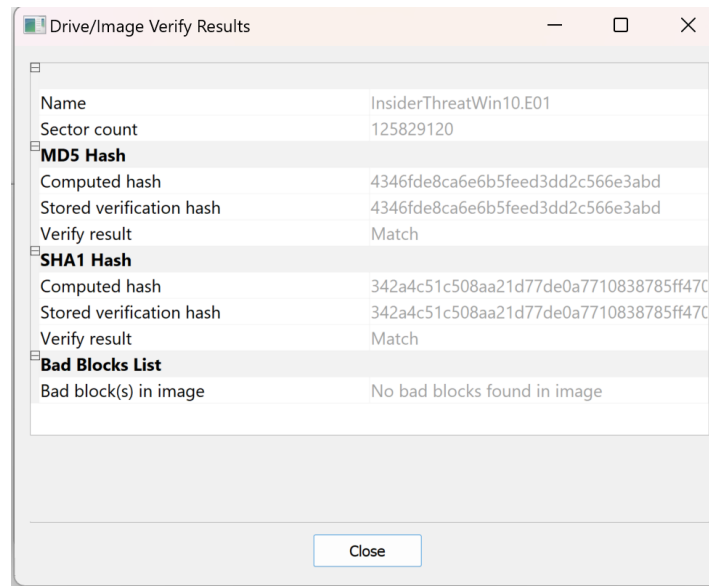 Drive/Image Verify Results
Name InsiderThreatWin10.E01
Sector count 125829120
MD5 Hash
Computed hash 4346fde8ca6e6b5feed3dd2c566e3abd
Stored verification hash 4346fde8ca6e6b5feed3dd2c566e3abd
Verify result Match
SHA1 Hash
Computed hash 342a4c51c508aa21d77de0a7710838785ff470
Stored verification hash 342a4c51c508aa21d77de0a7710838785ff470
Verify result Match
Bad Blocks List
Bad block(s) in image No bad blocks found in image
Close